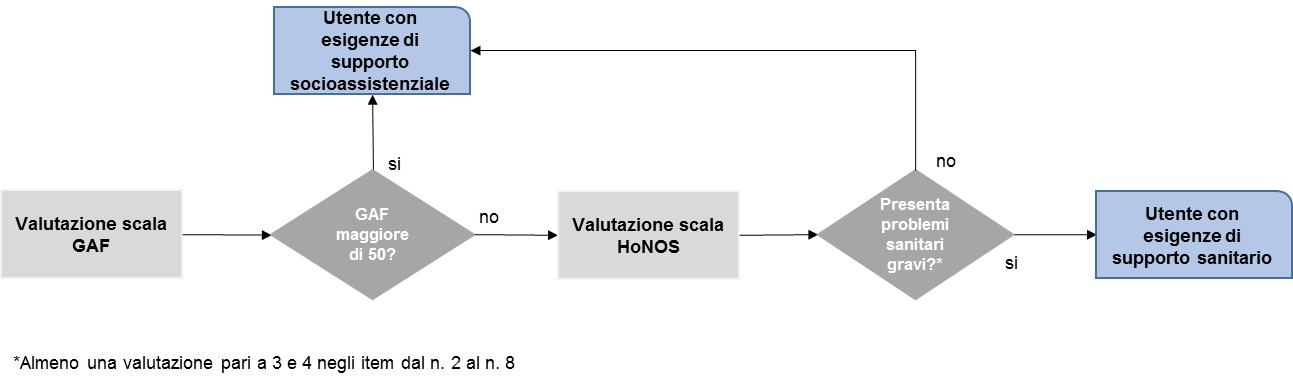 Utente con
esigenze di
supporto
socioassistenziale
si
no
Valutazione scala
GAF
GAF
maggiore
di 50?
no
Valutazione scala
HoNOS
Presenta
problemi
sanitari
gravi?*
si
Utente con
esigenze di
supporto sanitario
*Almeno una valutazione pari a 3 e 4 negli item dal n. 2 al n. 8